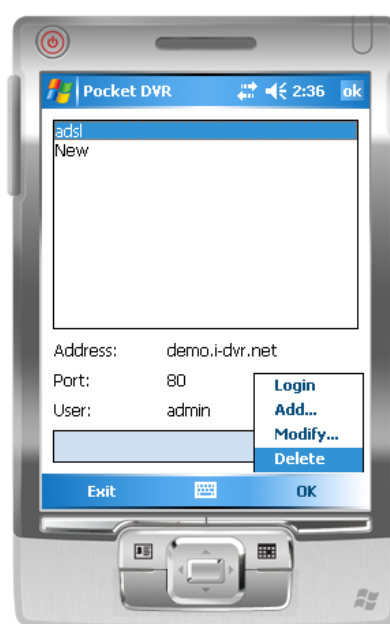 Pocket DVR 2:36 ok
adsl
New
Address: demo.i-dvr.net
Port: 80
User: admin
Login
Add...
Modify...
Delete
Exit OK